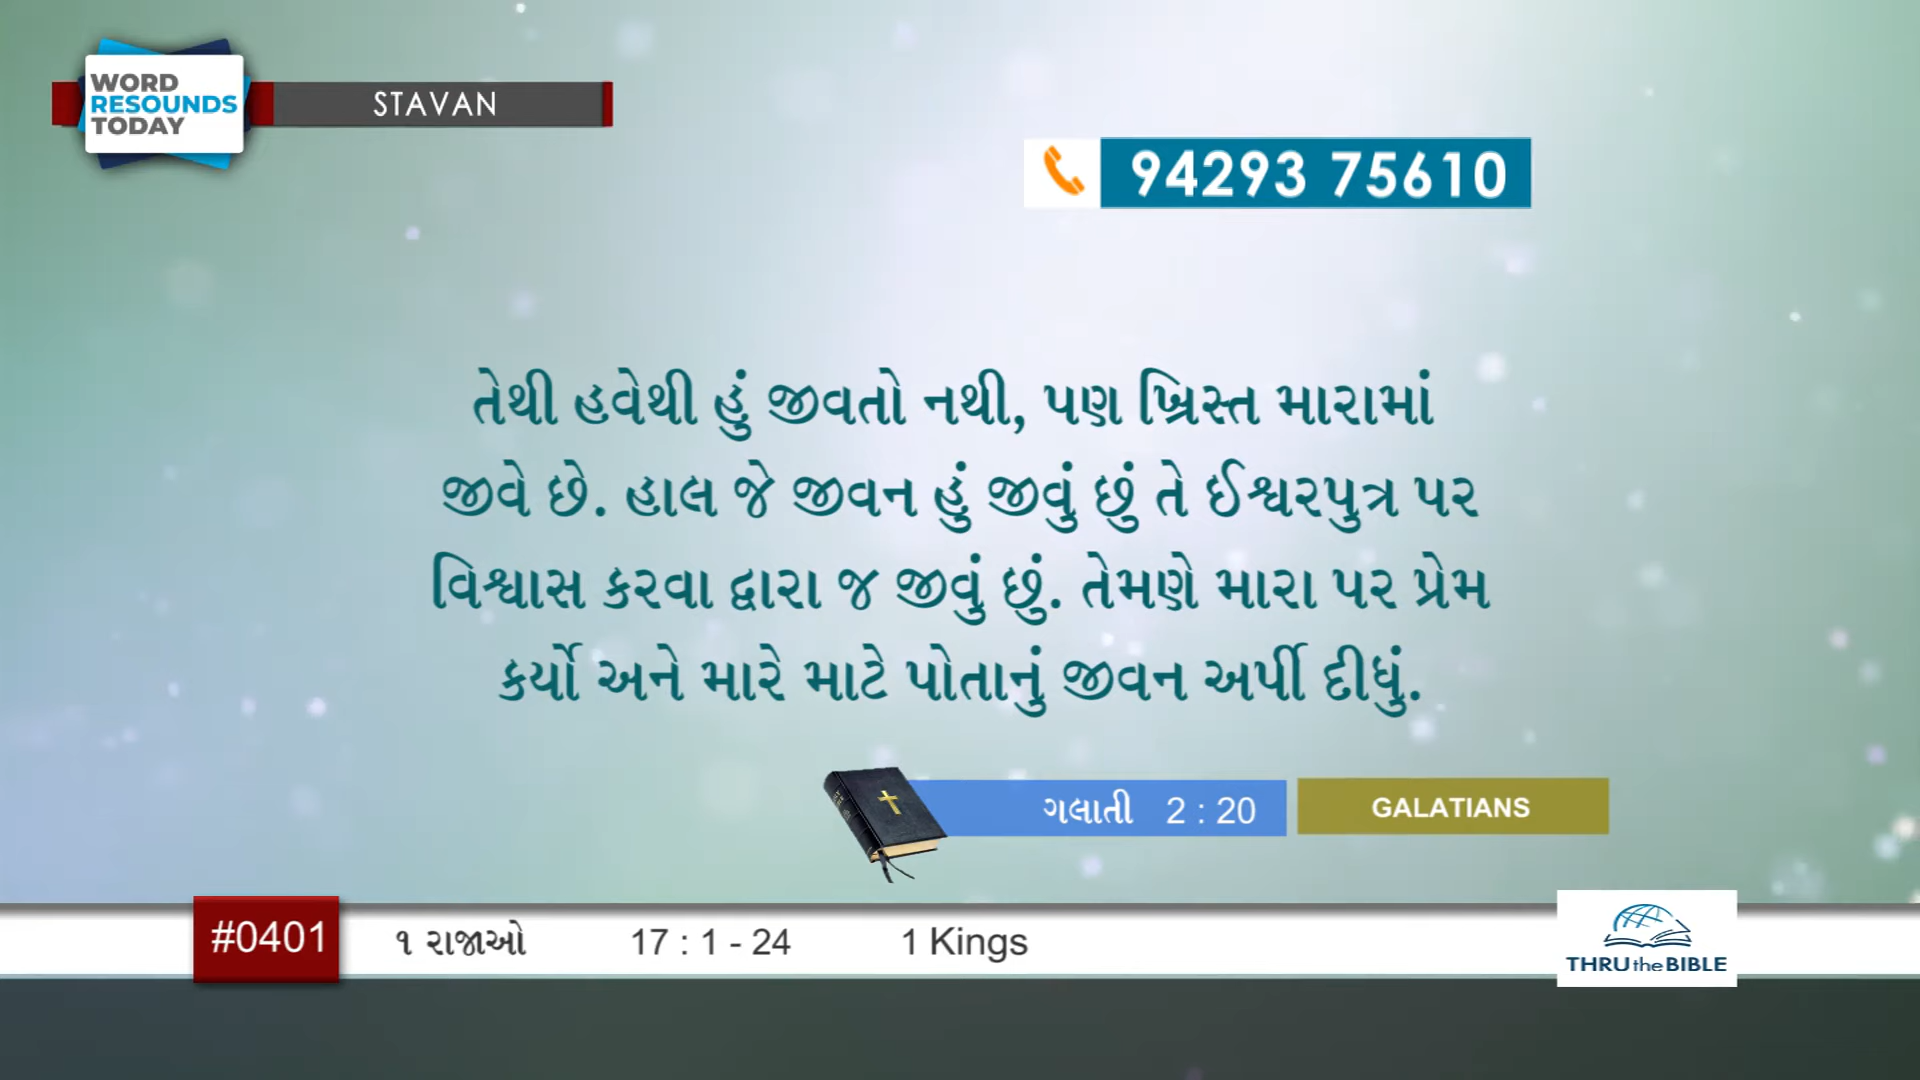 WORD
RESOUNDS
TODAY
STAVAN
94293 75610
તેથી હવેથી હું જીવતો નથી, પણ ખ્રિસ્ત મારામાં
જીવે છે. હાલ જે જીવન હું જીવું છું તે ઈશ્વરપુત્ર પર
વિશ્વાસ કરવા દ્વારા જ જીવું છું. તેમણે મારા પર પ્રેમ
કર્યો અને મારે માટે પોતાનું જીવન અર્પી દીધું.
ગલાતી 2 : 20 GALATIANS
#0401 ૧ રાજાઓ 17 : 1 - 24 1 Kings
THRU the BIBLE